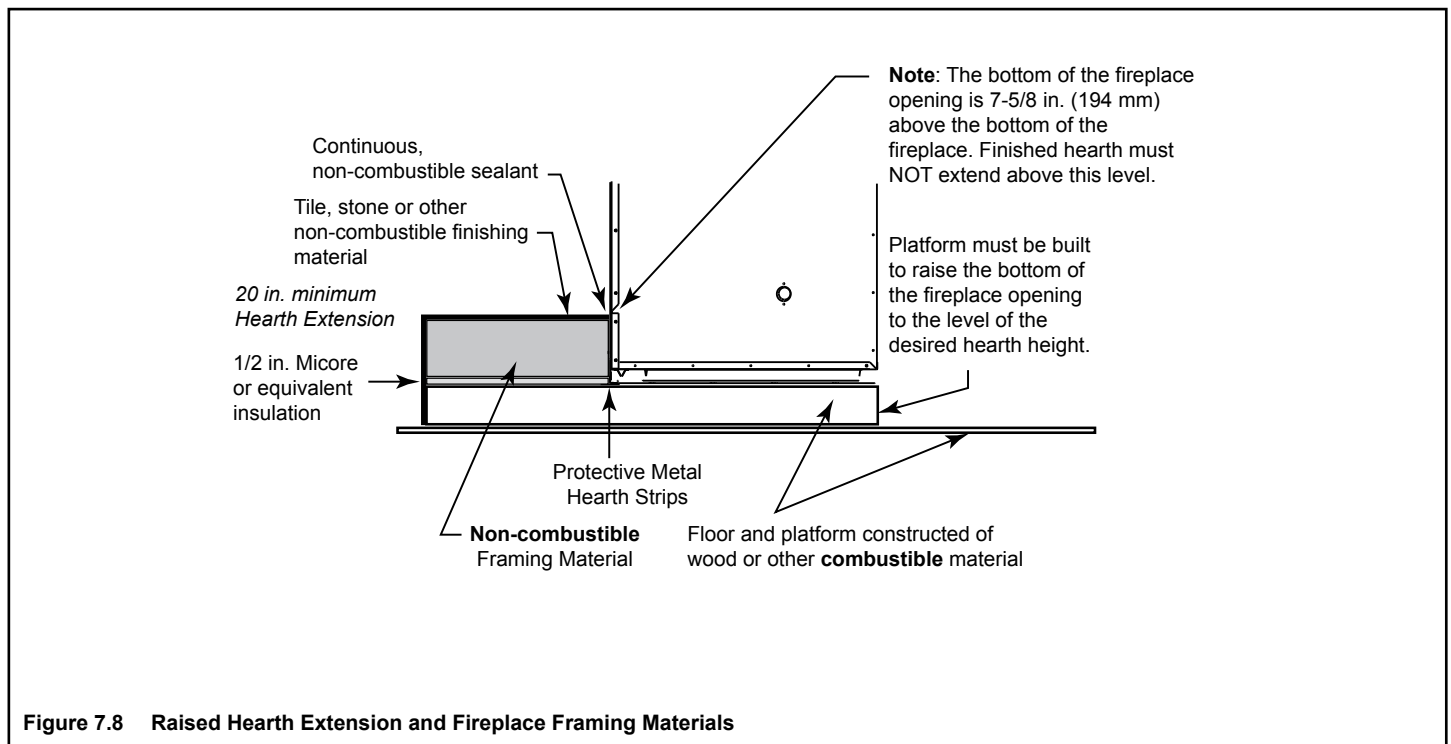 Note: The bottom of the fireplace
opening is 7-5/8 in. (194 mm)
above the bottom of the
fireplace. Finished hearth must
NOT extend above this level.
Continuous,
non-combustible sealant
Tile, stone or other
non-combustible finishing
material
20 in. minimum
Hearth Extension
1/2 in. Micore
or equivalent
insulation
Platform must be built
to raise the bottom of
the fireplace opening
to the level of the
desired hearth height.
Protective Metal
Hearth Strips
Non-combustible
Framing Material
Floor and platform constructed of
wood or other combustible material
Figure 7.8 Raised Hearth Extension and Fireplace Framing Materials